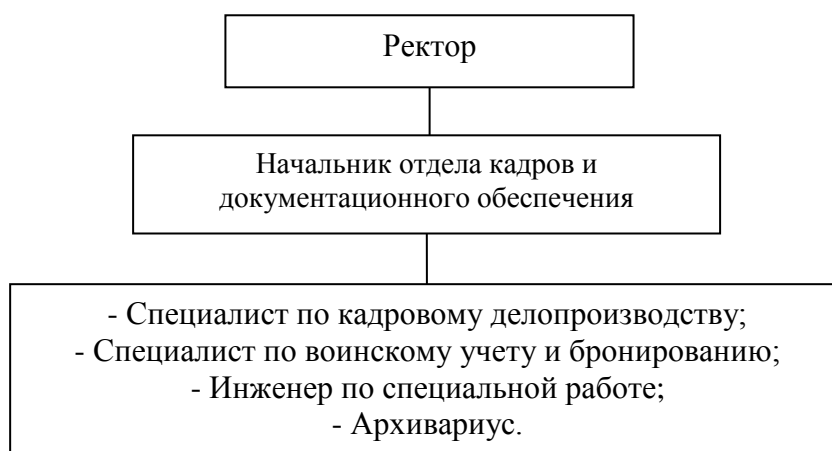 Ректор
Начальник отдела кадров и
документационного обеспечения
- Специалист по кадровому делопроизводству;
- Специалист по воинскому учету и бронированию;
- Инженер по специальной работе;
- Архивариус.